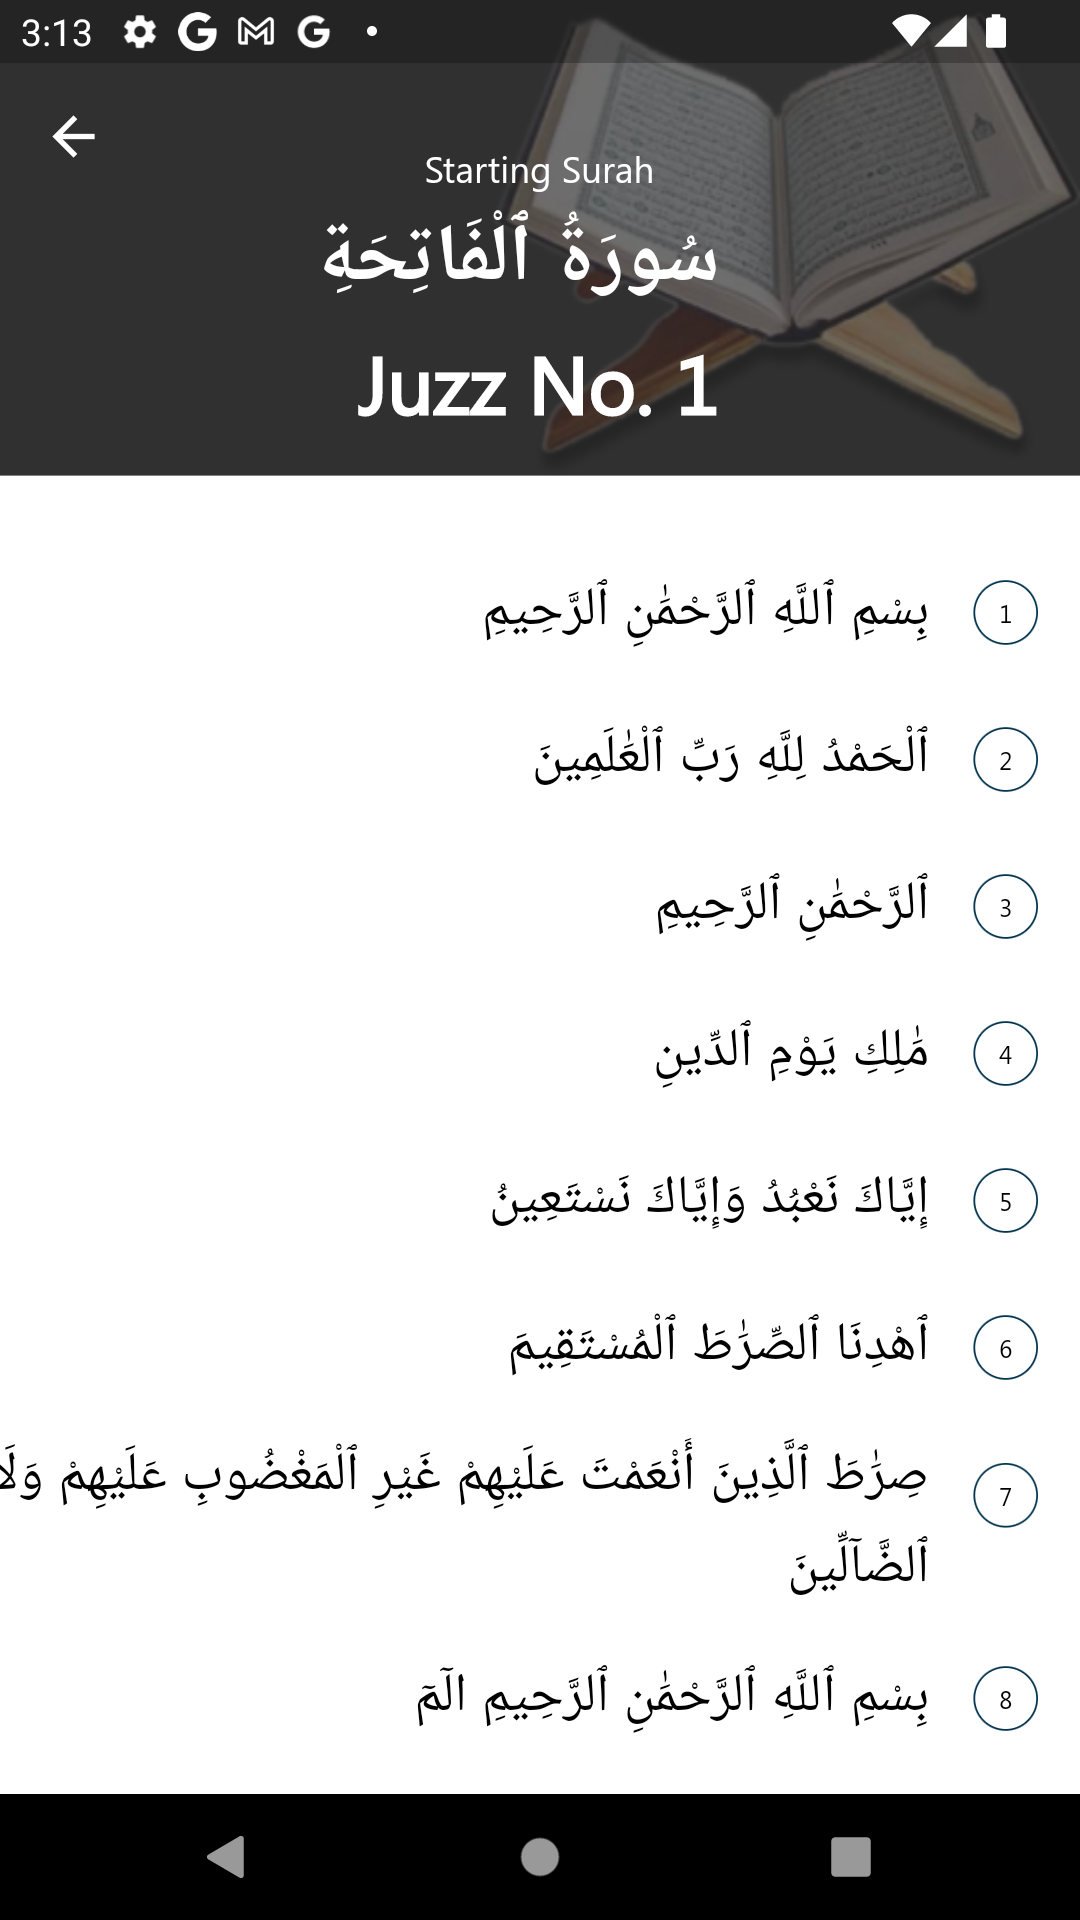 3:13
Starting Surah
سُورَةُ ٱلْفَاتِحَةِ
Juzz No. 1
بِسْمِ ٱللَّهِ ٱلرَّحْمَٰنِ ٱلرَّحِيمِ 1
ٱلْحَمْدُ لِلَّهِ رَبِّ ٱلْعَٰلَمِينَ 2
ٱلرَّحْمَٰنِ ٱلرَّحِيمِ 3
مَٰلِكِ يَوْمِ ٱلدِّينِ 4
إِيَّاكَ نَعْبُدُ وَإِيَّاكَ نَسْتَعِينُ 5
ٱهْدِنَا ٱلصِّرَٰطَ ٱلْمُسْتَقِيمَ 6
صِرَٰطَ ٱلَّذِينَ أَنْعَمْتَ عَلَيْهِمْ غَيْرِ ٱلْمَغْضُوبِ عَلَيْهِمْ وَلَا 7
ٱلضَّآلِّينَ
بِسْمِ ٱللَّهِ ٱلرَّحْمَٰنِ ٱلرَّحِيمِ الٓمٓ 8